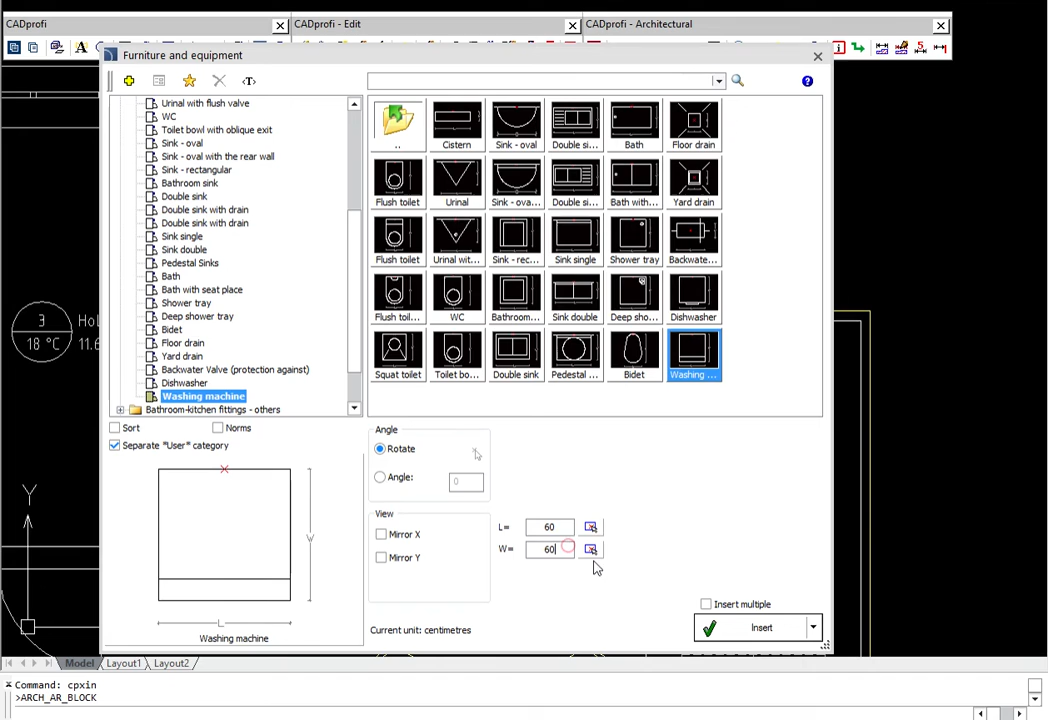 CADprofi
CADprofi - Edit
CADprofi - Architectural
Furniture and equipment
Urinal with flush valve
WC
Toilet bowl with oblique exit
Sink - oval
Sink - oval with the rear wall
Sink - rectangular
Bathroom sink
Double sink
Double sink with drain
Double sink with drain
Sink single
Sink double
Pedestal Sinks
Bath
Bath with seat place
Shower tray
Deep shower tray
Bidet
Floor drain
Yard drain
Backwater Valve (protection against)
Dishwasher
Washing machine
Bathroom-kitchen fittings - others
..
Cistern
Sink - oval
Double si...
Bath
Floor drain
Flush toilet
Urinal
Sink - ova...
Double si...
Bath with...
Yard drain
Flush toilet
Urinal wit...
Sink - rec...
Sink single
Shower tray
Backwate...
Flush toil...
WC
Bathroom...
Sink double
Deep sho...
Dishwasher
Squat toilet
Toilet bo...
Double sink
Pedestal ...
Bidet
Washing ...
Sort
Norms
Separate "User" category
V
L
Washing machine
Angle
Rotate
Angle:
0
View
Mirror X
Mirror Y
L=
60
W=
60
Insert multiple
Insert
Current unit: centimetres
3
Hol
18 °C
11.6
Y
Model
Layout1
Layout2
Command: cpxin
>ARCH_AR_BLOCK